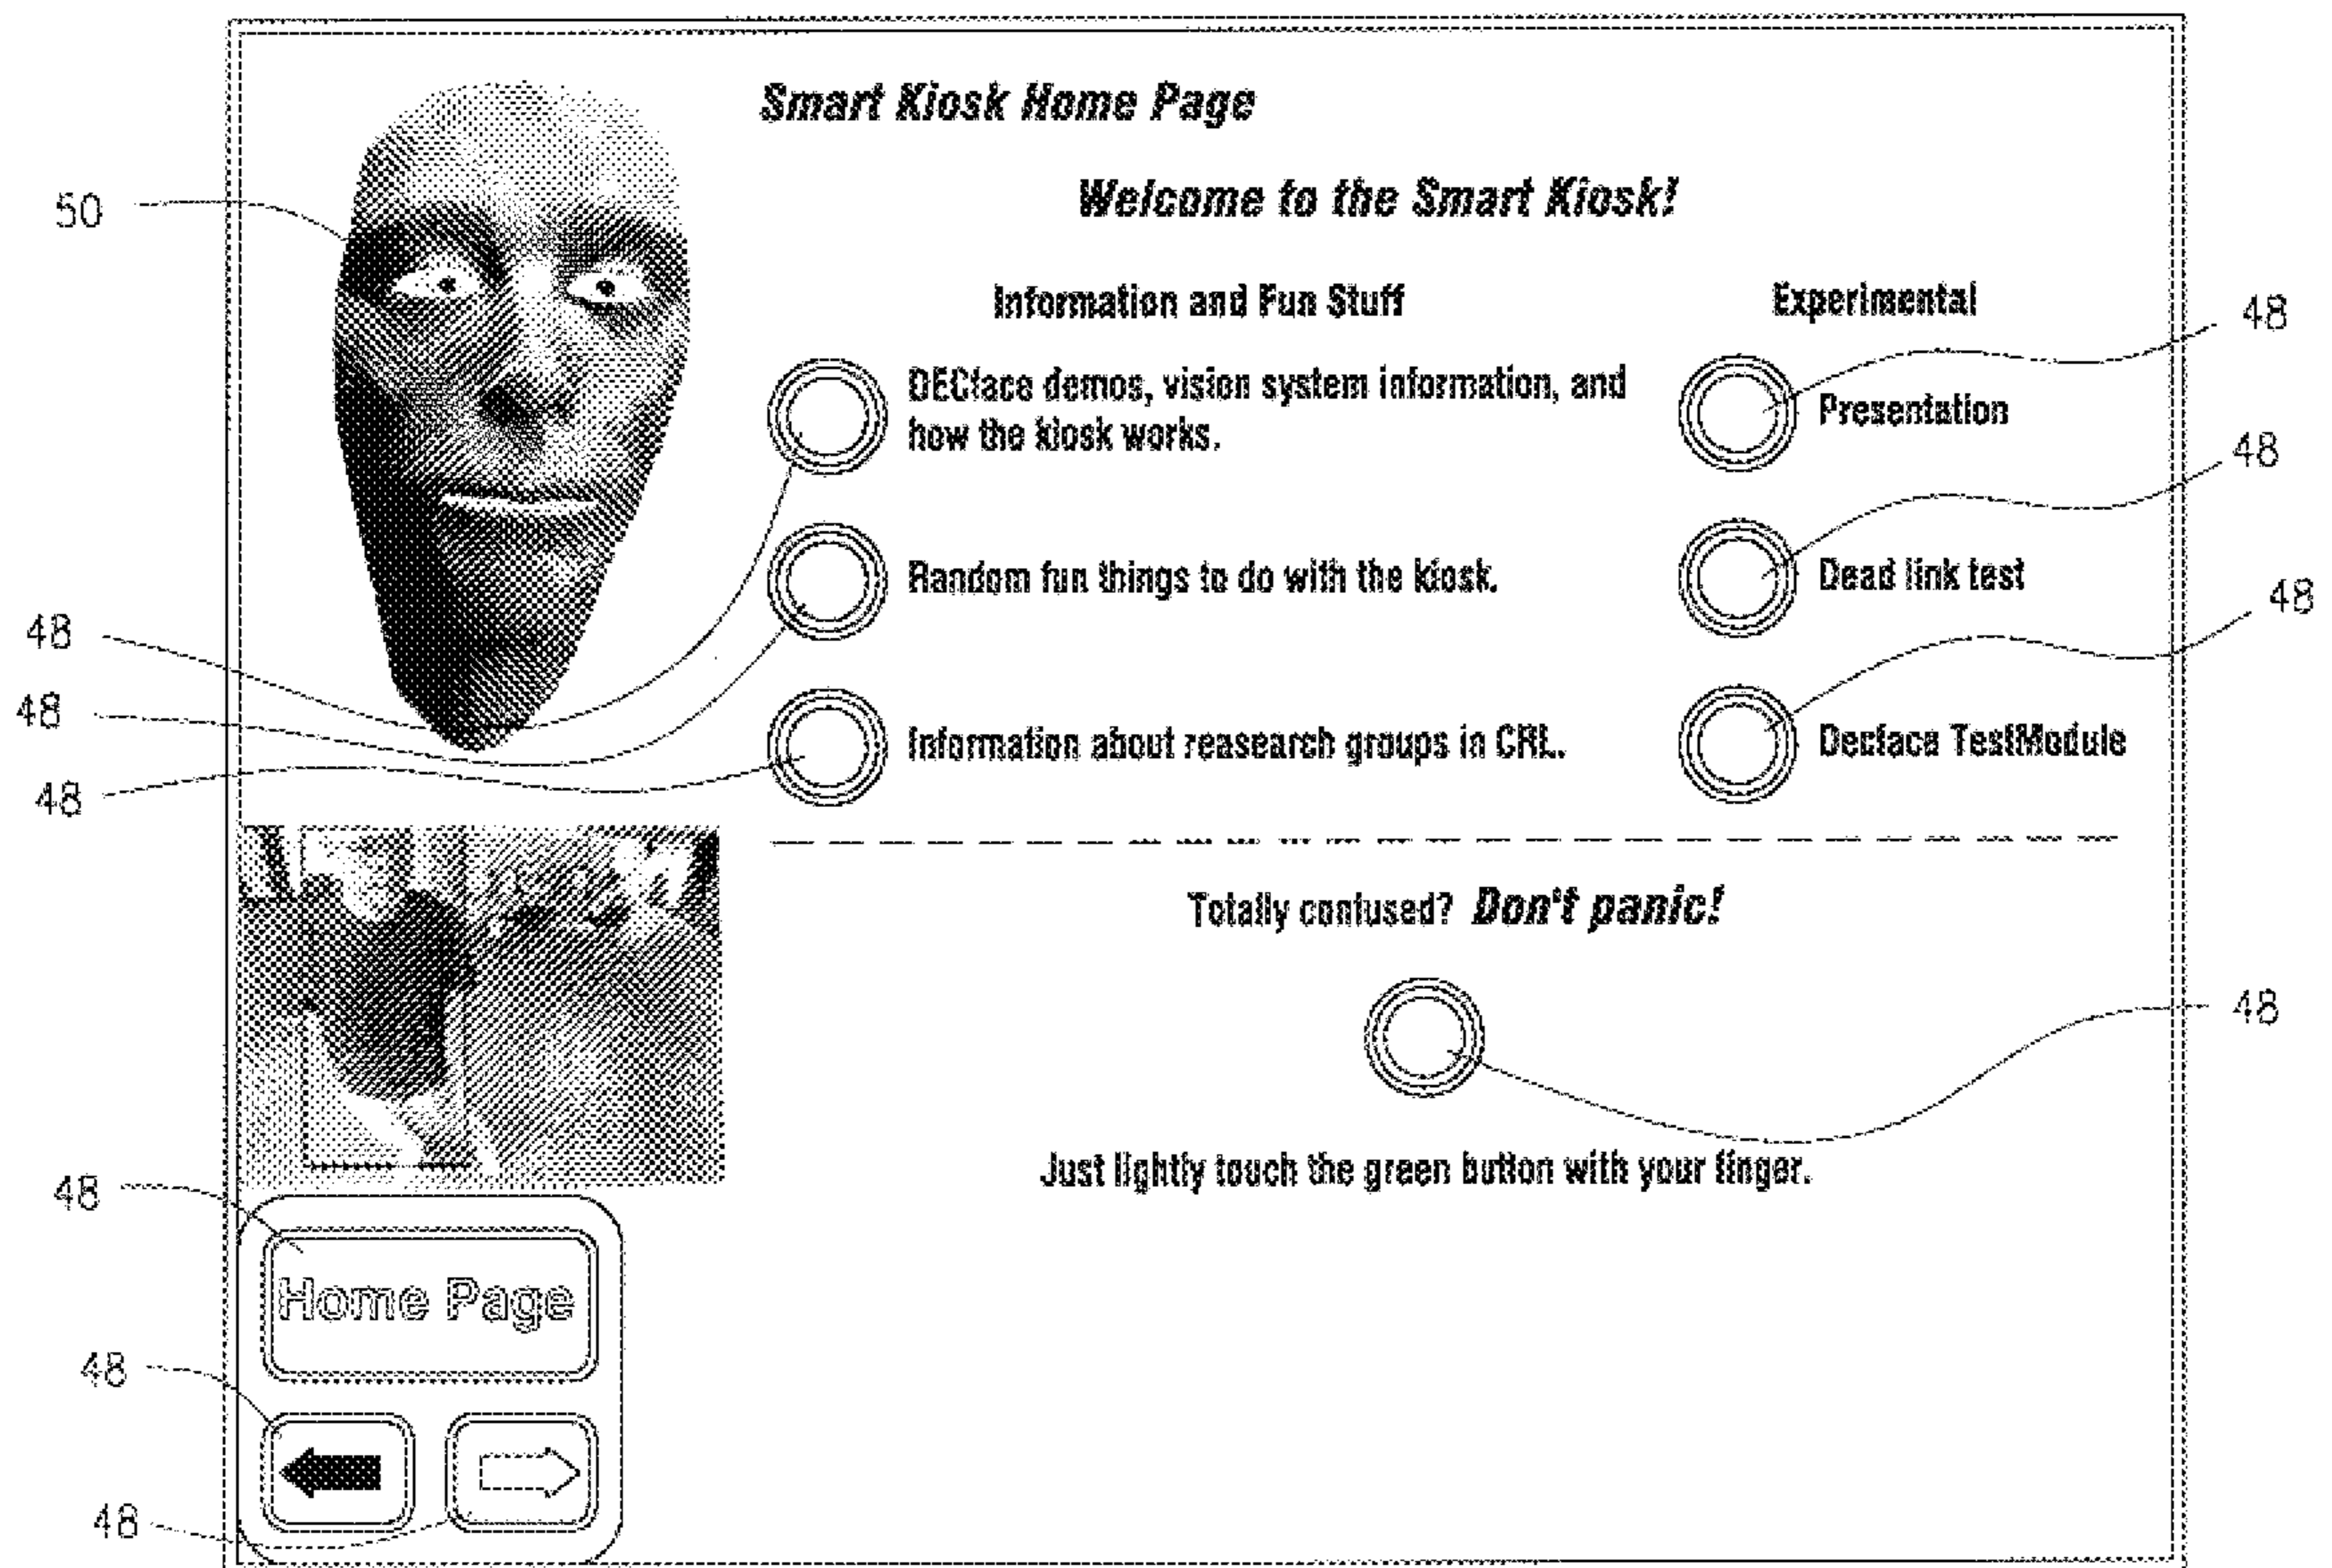 Smart Kiosk Home Page
Welcome to the Smart Kiosk!
50
Information and Fun Stuff
DECface demos, vision system information, and
how the kiosk works.
Random fun things to do with the kiosk.
Information about reasearch groups in CRL.
Experimental
48
Presentation
48
Dead link test
48
Decface TestModule
48
48
48
Totally confused? Don't panic!
48
Just lightly touch the green button with your finger.
48
Home Page
48
48